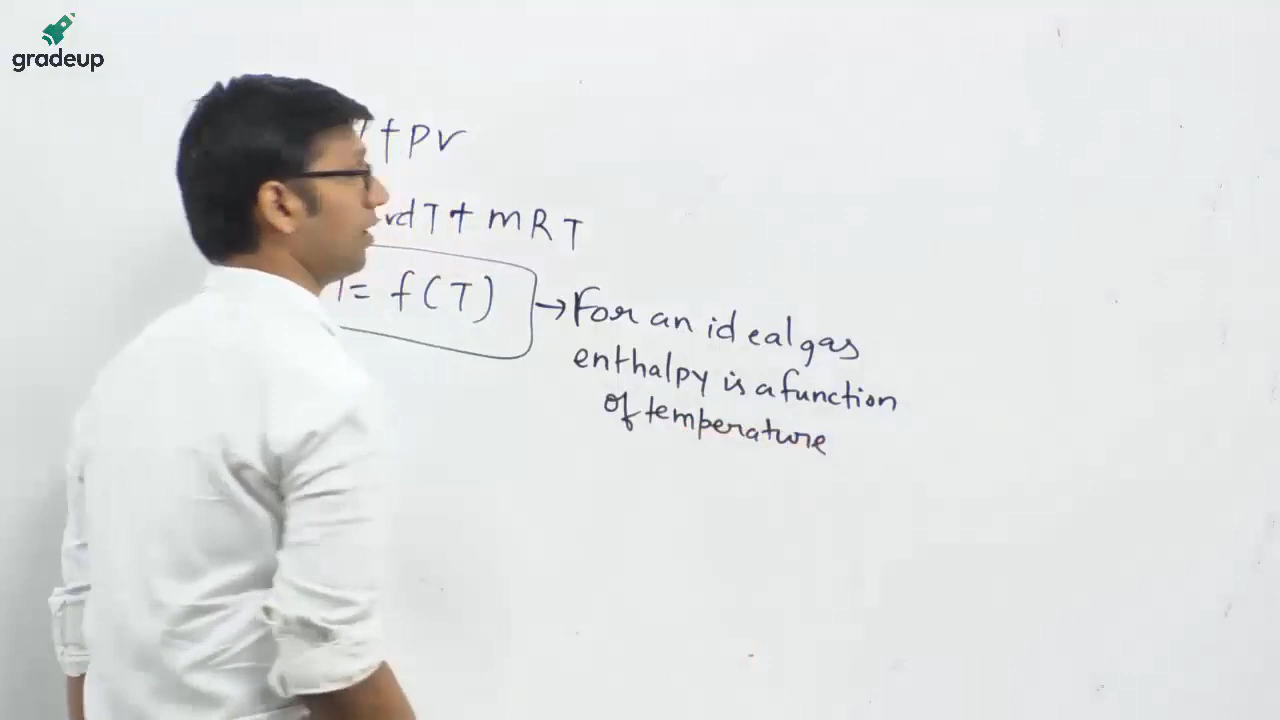 gradeup
+ PV
vdT + mRT
= f(T) → For an ideal gas
enthalpy is a function
of temperature